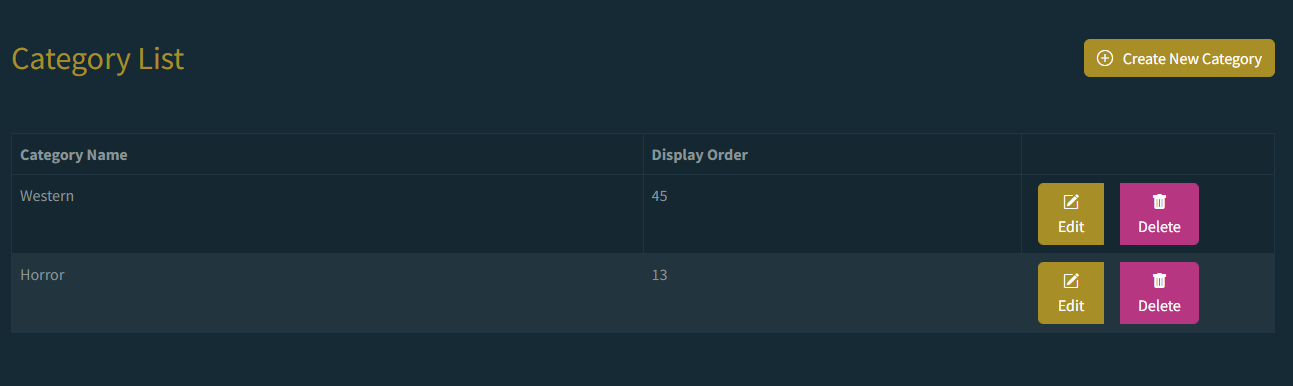 Category List
Create New Category
Category Name Display Order
Western 45
Edit Delete
Horror 13
Edit Delete